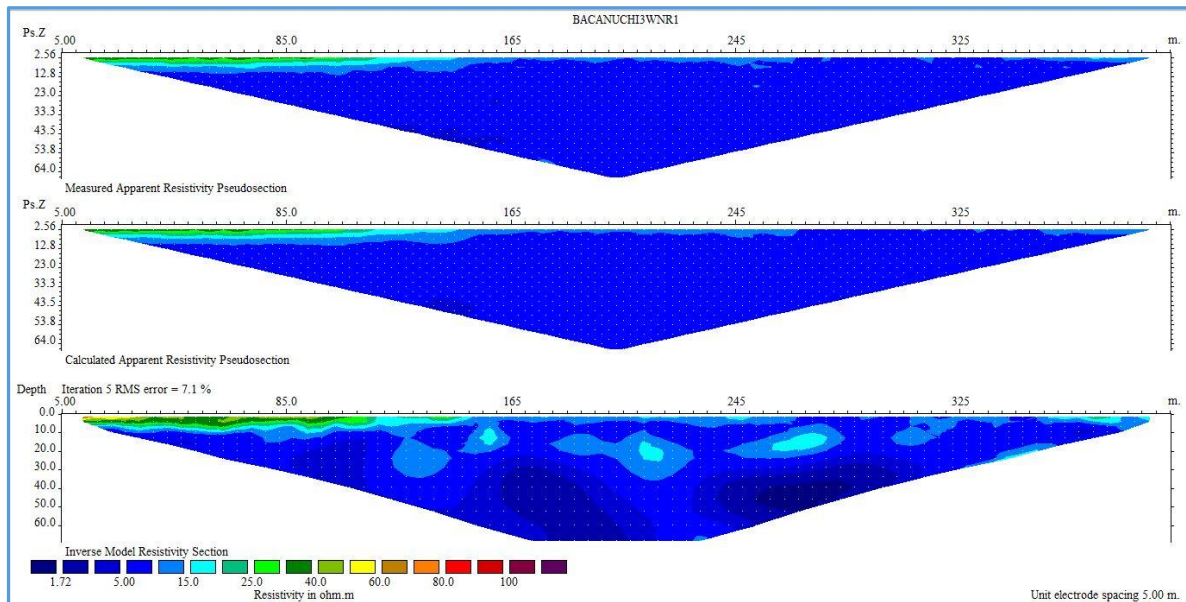 BACANUCHI3WNR1
Ps.Z 5.00 85.0 165 245 325 m.
2.56
12.8
23.0
33.3
43.5
53.8
64.0
Measured Apparent Resistivity Pseudosection
Ps.Z 5.00 85.0 165 245 325 m.
2.56
12.8
23.0
33.3
43.5
53.8
64.0
Calculated Apparent Resistivity Pseudosection
Depth Iteration 5 RMS error = 7.1 %
85.0 165 245 325 m.
0.0
10.0
20.0
30.0
40.0
50.0
60.0
Inverse Model Resistivity Section
1.72 5.00 15.0 25.0 40.0 60.0 80.0 100
Resistivity in ohm.m
Unit electrode spacing 5.00 m.